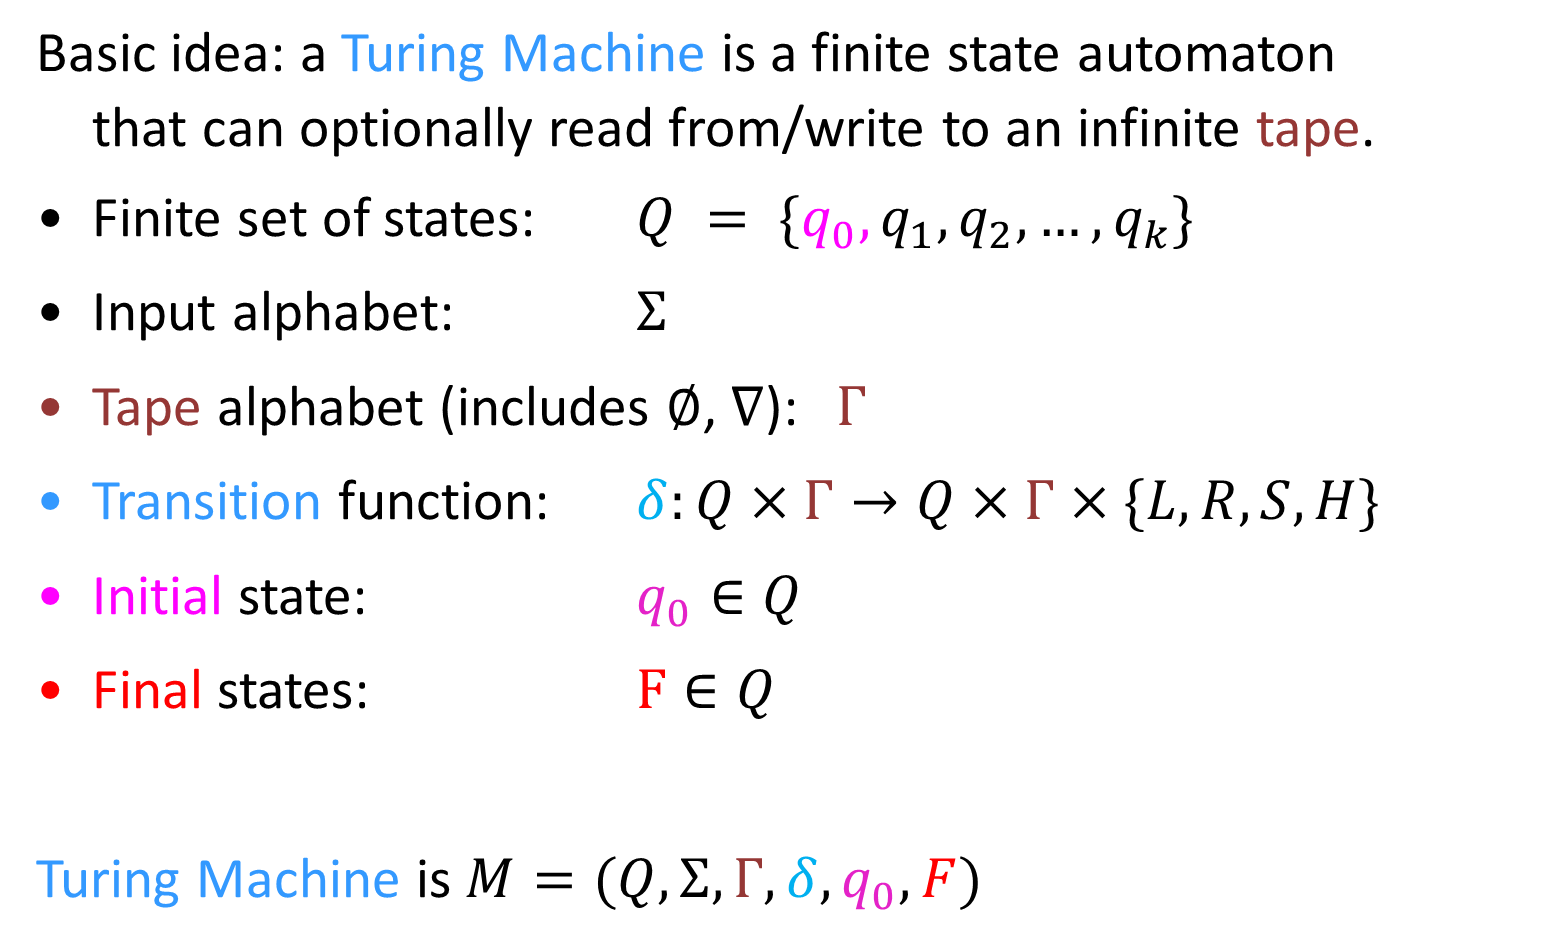 Basic idea: a Turing Machine is a finite state automaton
that can optionally read from/write to an infinite tape.
• Finite set of states: Q = {q₀, q₁, q₂, … , qₖ}
• Input alphabet: Σ
• Tape alphabet (includes ∅, ∇): Γ
• Transition function: δ: Q × Γ → Q × Γ × {L, R, S, H}
• Initial state: q₀ ∈ Q
• Final states: F ∈ Q
Turing Machine is M = (Q, Σ, Γ, δ, q₀, F)